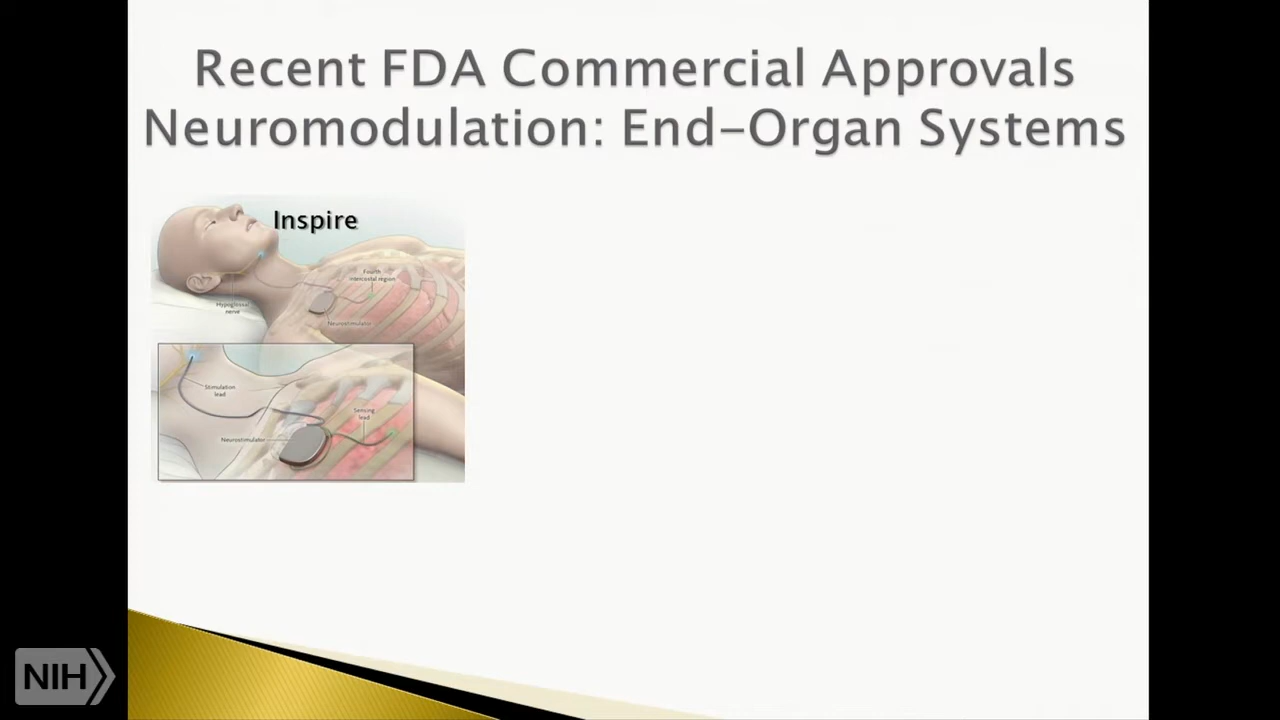 Recent FDA Commercial Approvals
Neuromodulation: End-Organ Systems
Inspire
Fourth
intercostal region
Hypoglossal
nerve
Neurostimulator
Stimulation
lead
Sensing
lead
Neurostimulator
NIH